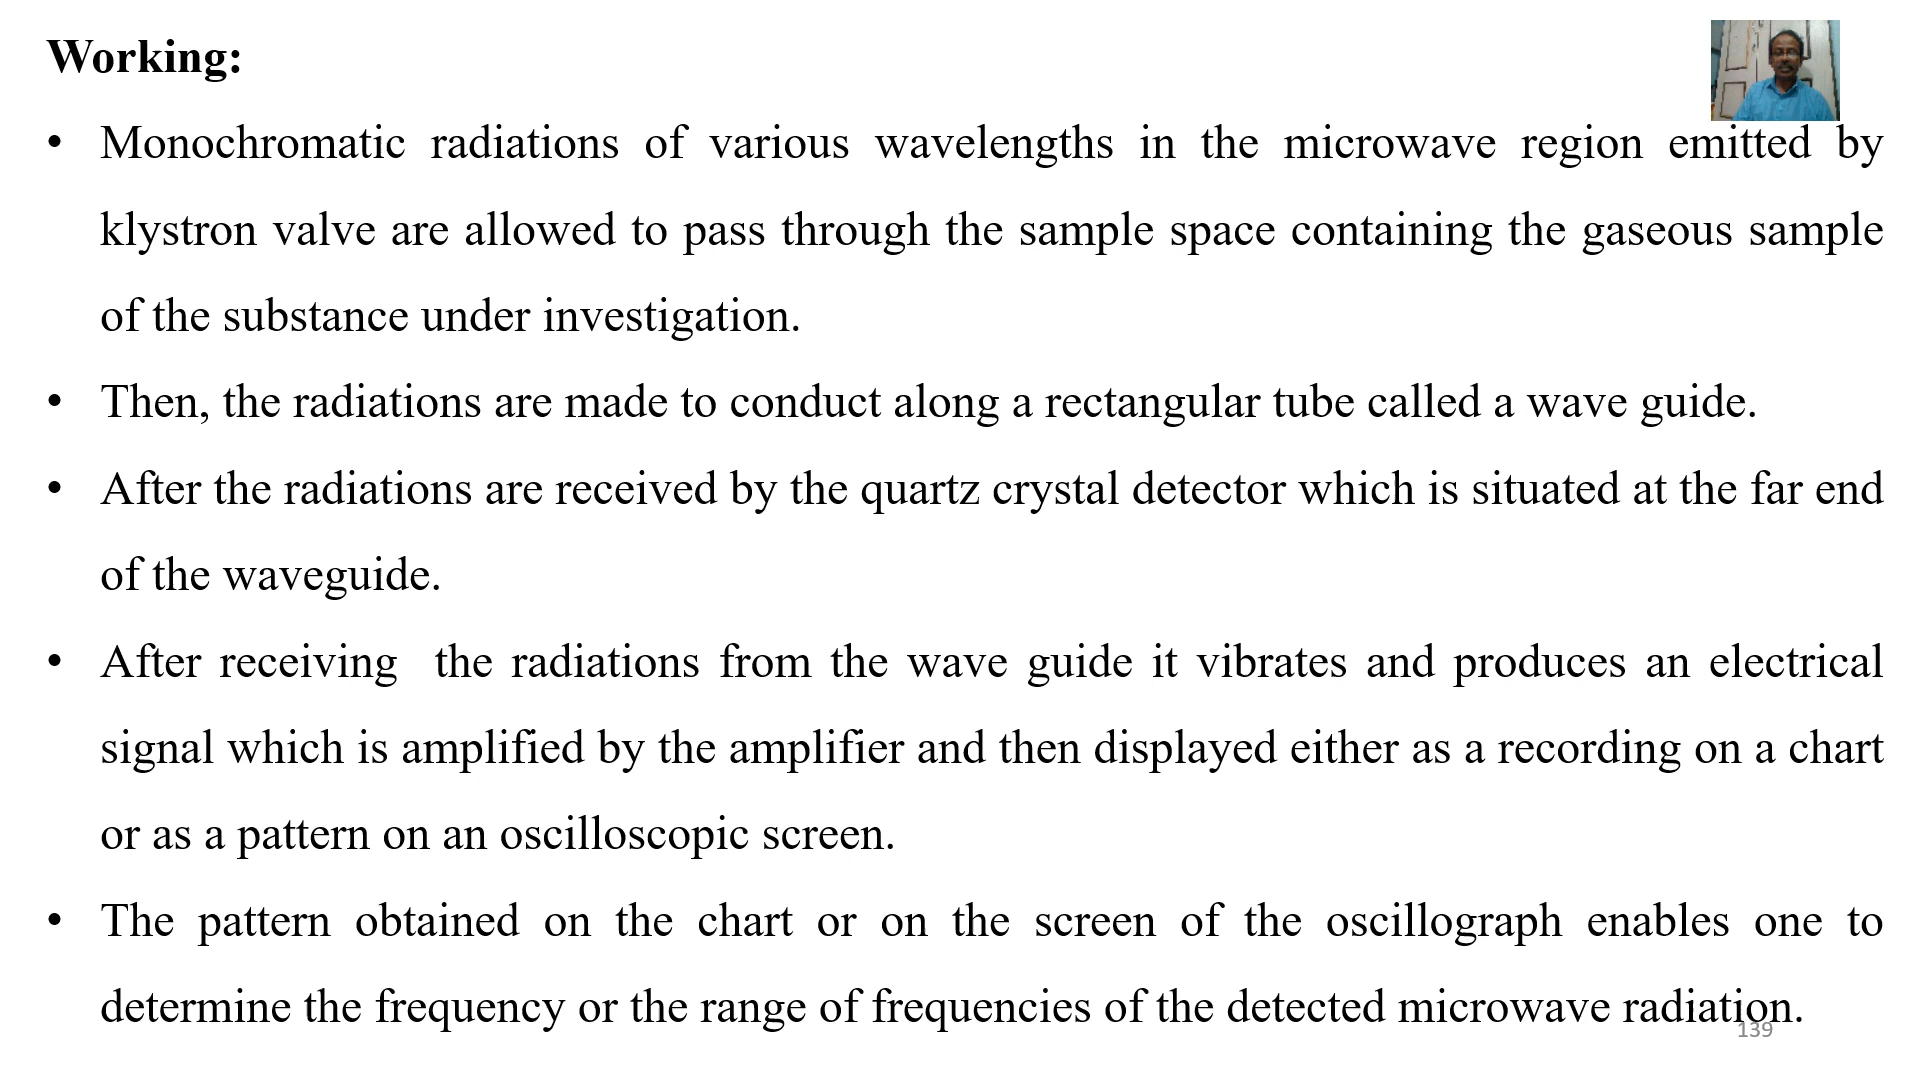 Working:
• Monochromatic radiations of various wavelengths in the microwave region emitted by
klystron valve are allowed to pass through the sample space containing the gaseous sample
of the substance under investigation.
• Then, the radiations are made to conduct along a rectangular tube called a wave guide.
• After the radiations are received by the quartz crystal detector which is situated at the far end
of the waveguide.
• After receiving  the radiations from the wave guide it vibrates and produces an electrical
signal which is amplified by the amplifier and then displayed either as a recording on a chart
or as a pattern on an oscilloscopic screen.
• The pattern obtained on the chart or on the screen of the oscillograph enables one to
determine the frequency or the range of frequencies of the detected microwave radiation.
139